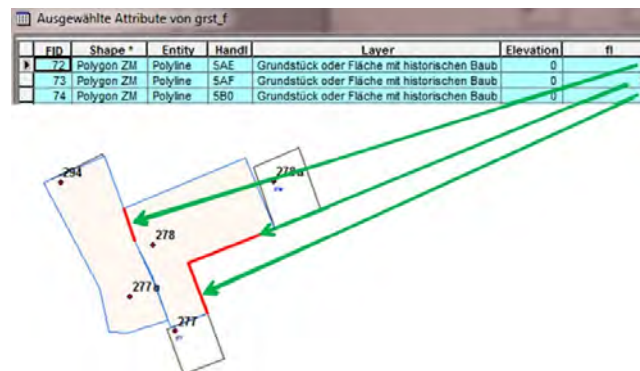 Ausgewählte Attribute von grst_f
FID Shape * Entity Handl Layer Elevation fl
72 Polygon ZM Polyline 5AE Grundstück oder Fläche mit historischen Baub 0
73 Polygon ZM Polyline 5AF Grundstück oder Fläche mit historischen Baub 0
74 Polygon ZM Polyline 5B0 Grundstück oder Fläche mit historischen Baub 0
294
278a
278
277a
277